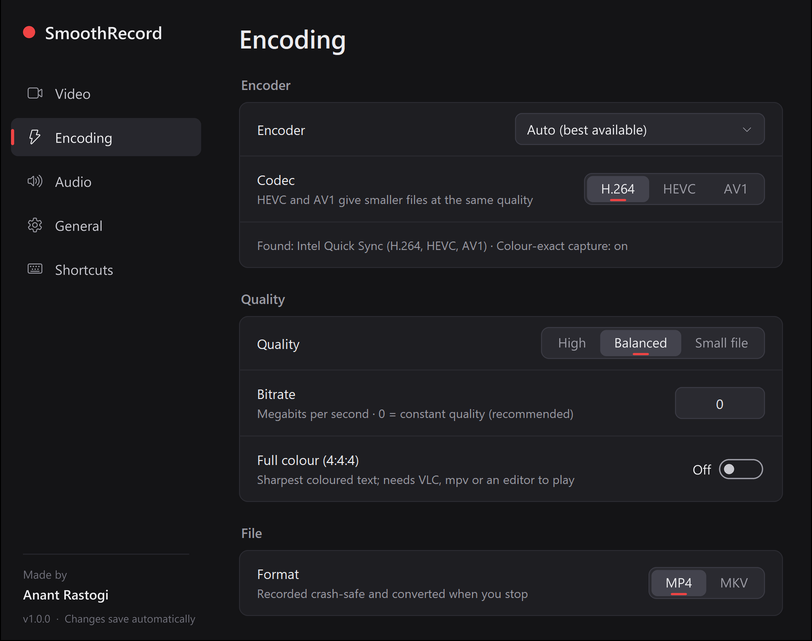 SmoothRecord
Video
Encoding
Audio
General
Shortcuts
Made by
Anant Rastogi
v1.0.0 · Changes save automatically
Encoding
Encoder
Encoder
Auto (best available)
Codec
HEVC and AV1 give smaller files at the same quality
H.264 HEVC AV1
Found: Intel Quick Sync (H.264, HEVC, AV1) · Colour-exact capture: on
Quality
Quality
High Balanced Small file
Bitrate
Megabits per second · 0 = constant quality (recommended)
0
Full colour (4:4:4)
Sharpest coloured text; needs VLC, mpv or an editor to play
Off
File
Format
Recorded crash-safe and converted when you stop
MP4 MKV